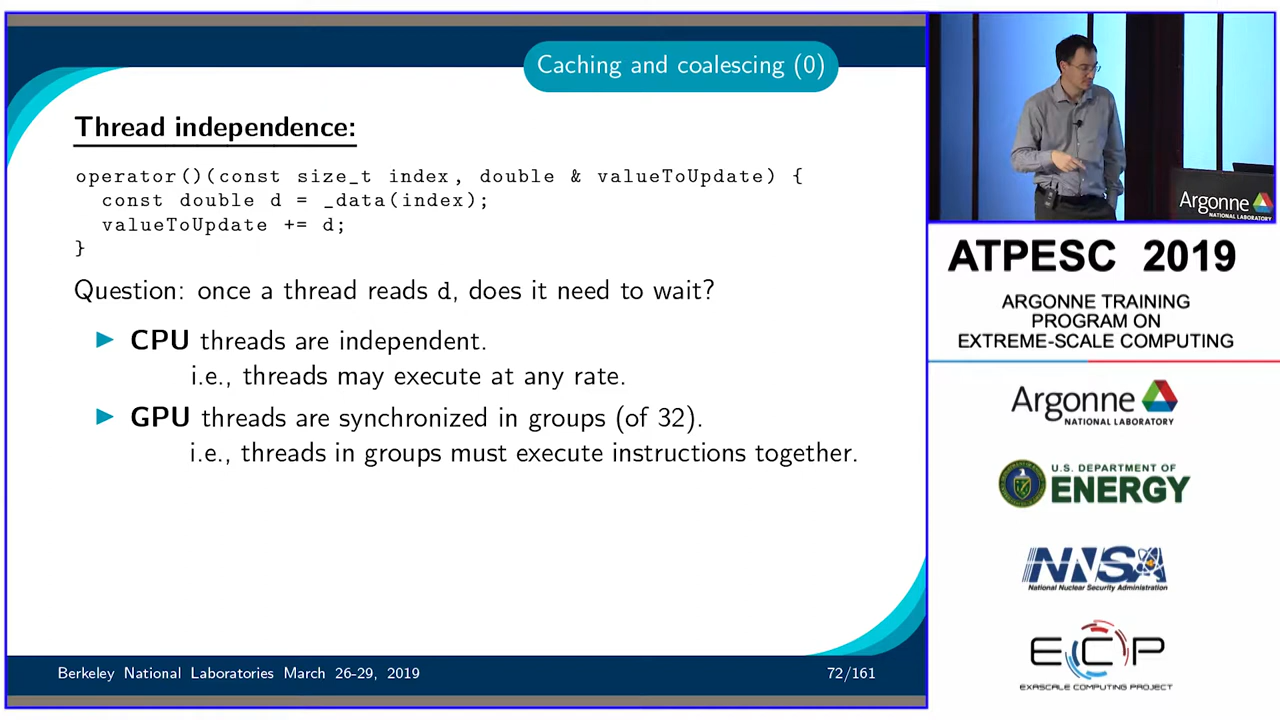 Caching and coalescing (0)
Thread independence:
operator()(const size_t index, double & valueToUpdate) {
const double d = _data(index);
valueToUpdate += d;
}
Question: once a thread reads d, does it need to wait?
CPU threads are independent.
i.e., threads may execute at any rate.
GPU threads are synchronized in groups (of 32).
i.e., threads in groups must execute instructions together.
Berkeley National Laboratories March 26-29, 2019
72/161
Argonne
NATIONAL LABORATORY
ATPESC 2019
ARGONNE TRAINING
PROGRAM ON
EXTREME-SCALE COMPUTING
Argonne
NATIONAL LABORATORY
U.S. DEPARTMENT OF
ENERGY
NNSA
National Nuclear Security Administration
ECP
EXASCALE COMPUTING PROJECT